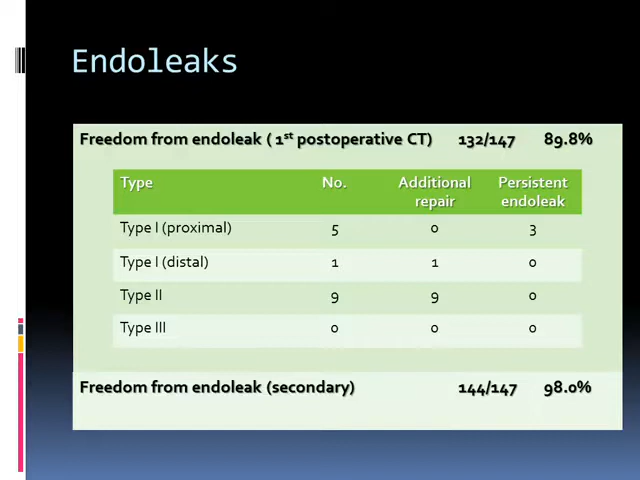 Endoleaks
Freedom from endoleak ( 1st postoperative CT) 132/147 89.8%
Type No. Additional repair Persistent endoleak
Type I (proximal) 5 0 3
Type I (distal) 1 1 0
Type II 9 9 0
Type III 0 0 0
Freedom from endoleak (secondary) 144/147 98.0%